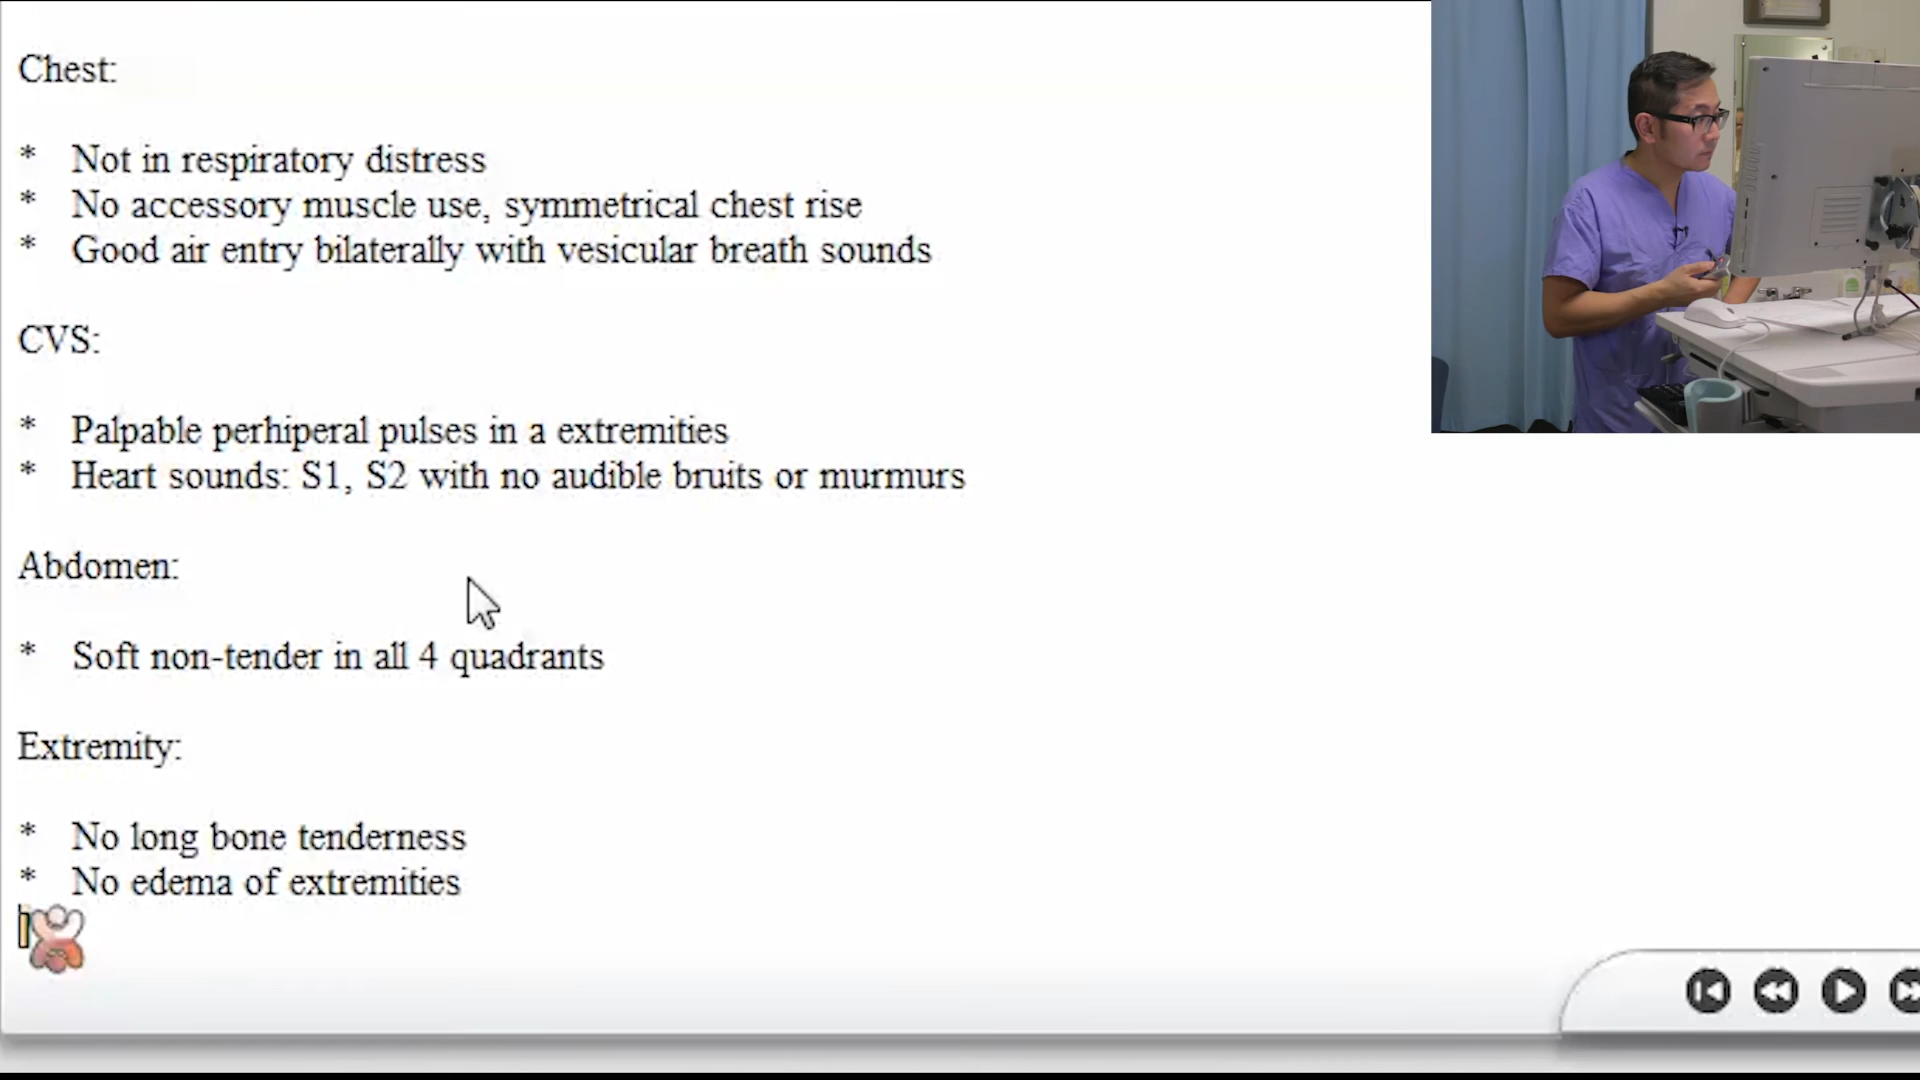 Chest:
* Not in respiratory distress
* No accessory muscle use, symmetrical chest rise
* Good air entry bilaterally with vesicular breath sounds
CVS:
* Palpable perhiperal pulses in a extremities
* Heart sounds: S1, S2 with no audible bruits or murmurs
Abdomen:
* Soft non-tender in all 4 quadrants
Extremity:
* No long bone tenderness
* No edema of extremities